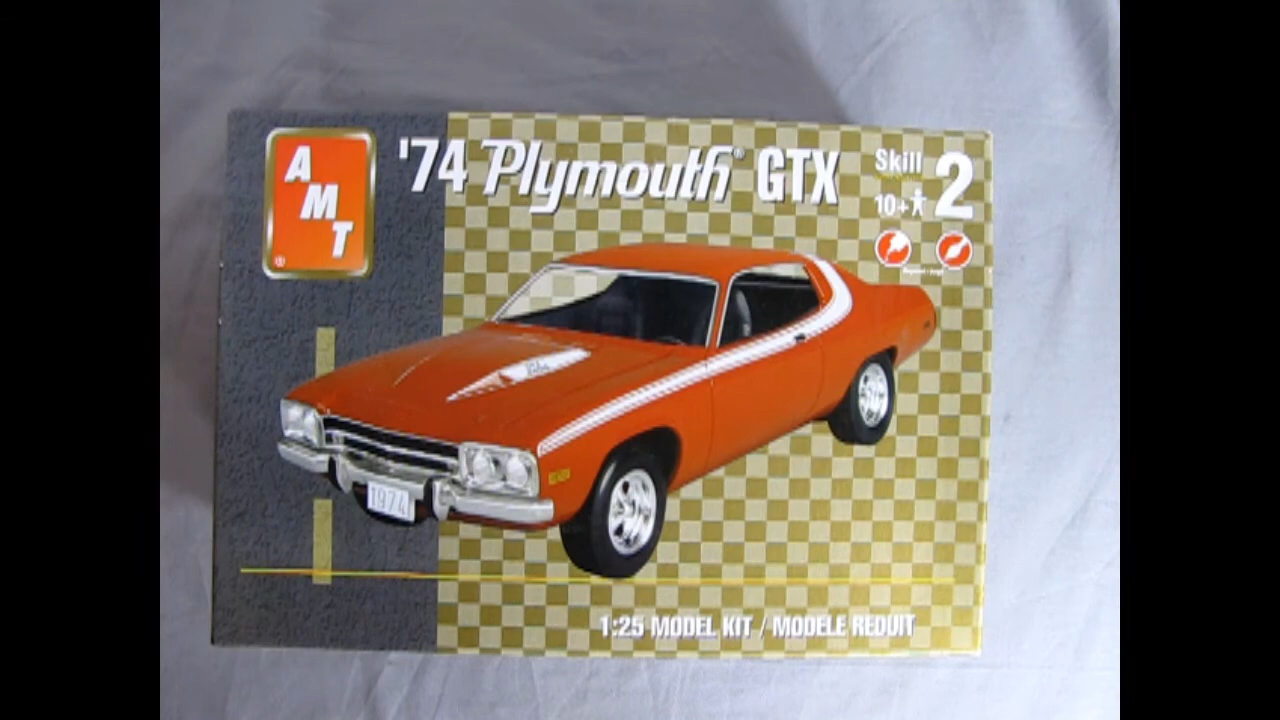 AMT
®
'74 Plymouth® GTX
Skill 2
10+
1974
1:25 MODEL KIT / MODELE REDUIT